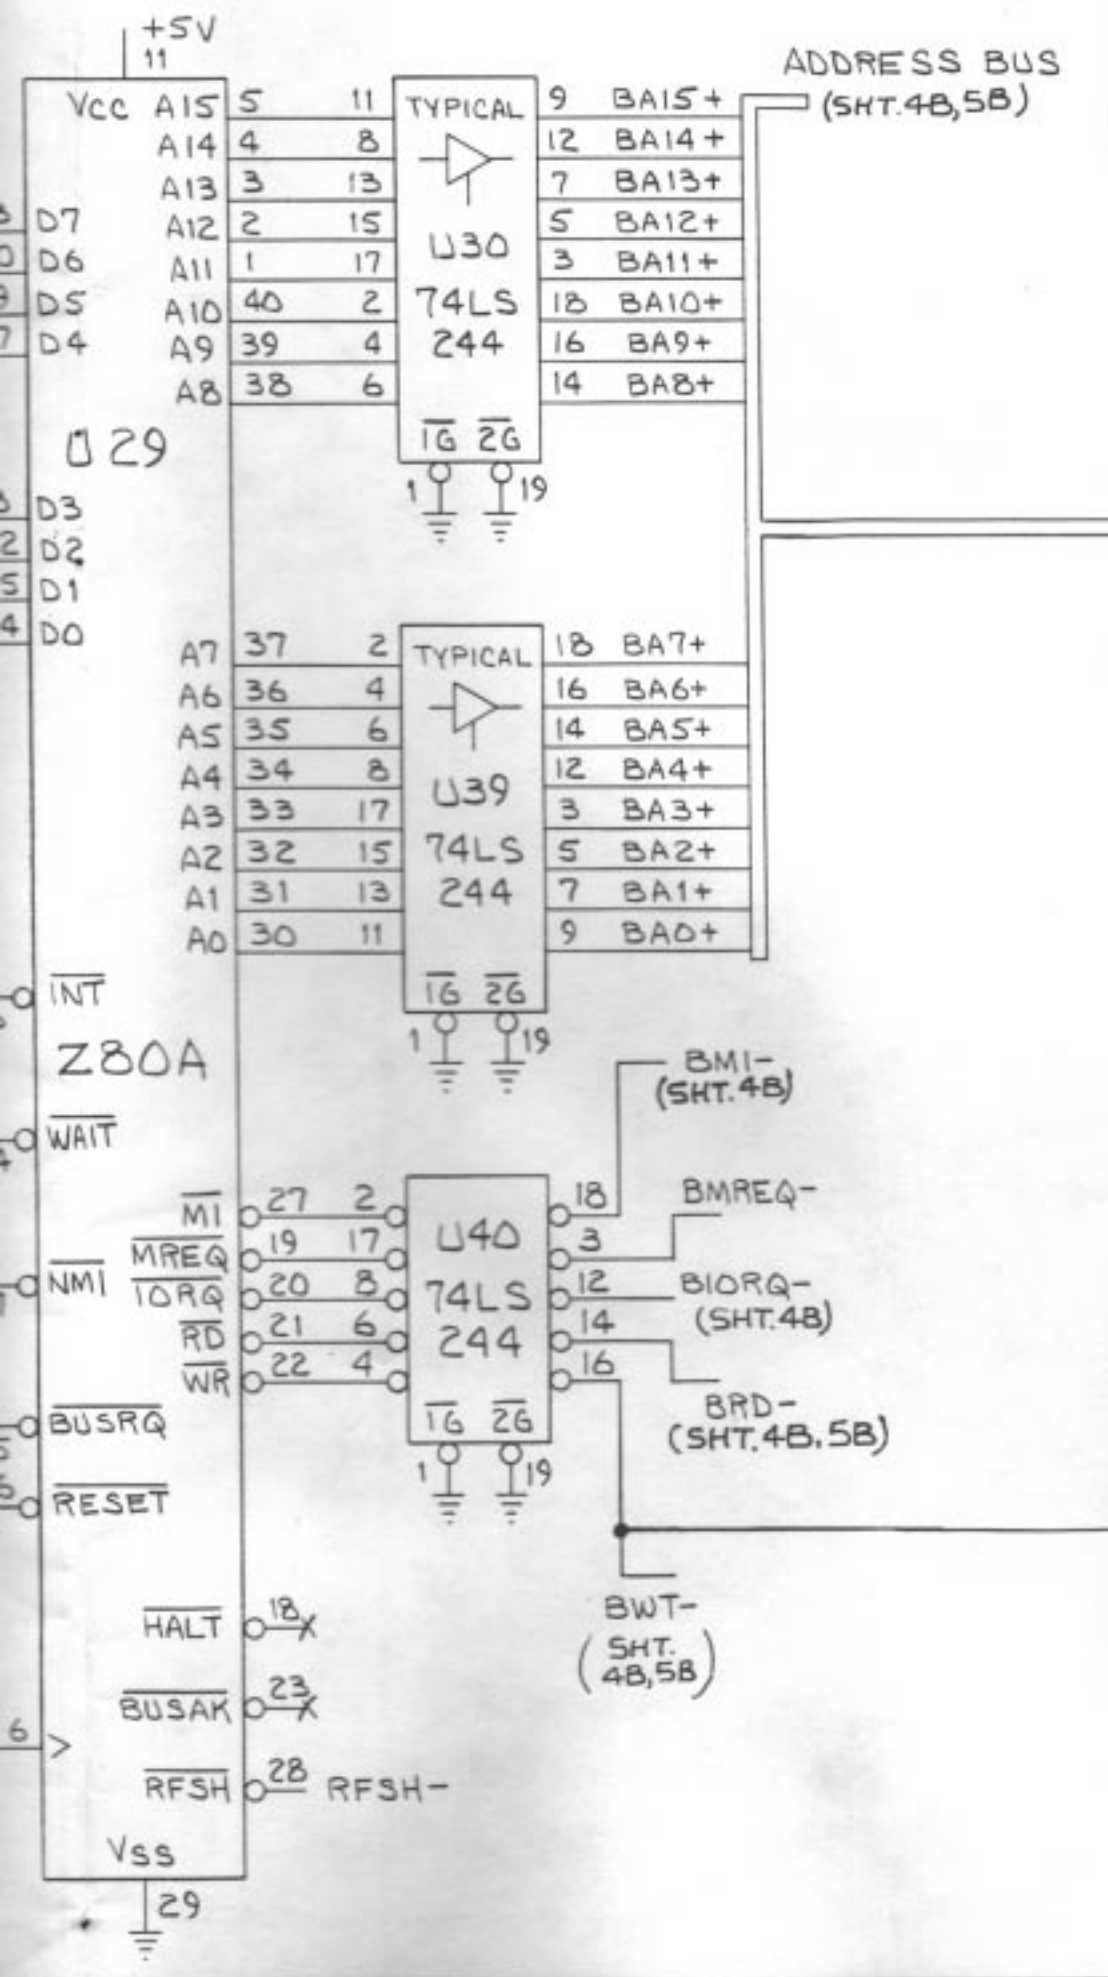 +5V
11
VCC A15 5 11 TYPICAL 9 BA15+ ADDRESS BUS
(SHT.4B,5B)
A14 4 8 12 BA14+
A13 3 13 7 BA13+
D7 A12 2 15 U30 5 BA12+
D6 A11 1 17 3 BA11+
D5 A10 40 2 74LS 18 BA10+
7 D4 A9 39 4 244 16 BA9+
A8 38 6 14 BA8+
U29 1G 2G
1 19
D3
2 D2
5 D1
4 D0
A7 37 2 TYPICAL 18 BA7+
A6 36 4 16 BA6+
A5 35 6 14 BA5+
A4 34 8 U39 12 BA4+
A3 33 17 3 BA3+
A2 32 15 74LS 5 BA2+
A1 31 13 244 7 BA1+
A0 30 11 9 BA0+
INT 1G 2G
1 19
Z80A BM1-
(SHT.4B)
WAIT
M1 27 2 U40 18 BMREQ-
MREQ 19 17 3
NMI IORQ 20 8 74LS 12 BIORQ-
(SHT.4B)
RD 21 6 244 14
WR 22 4 16
BUSRQ 1G 2G BRD-
(SHT.4B,5B)
1 19
RESET
HALT 18
BWT-
(SHT.
4B,5B)
BUSAK 23
6
RFSH 28 RFSH-
VSS
29